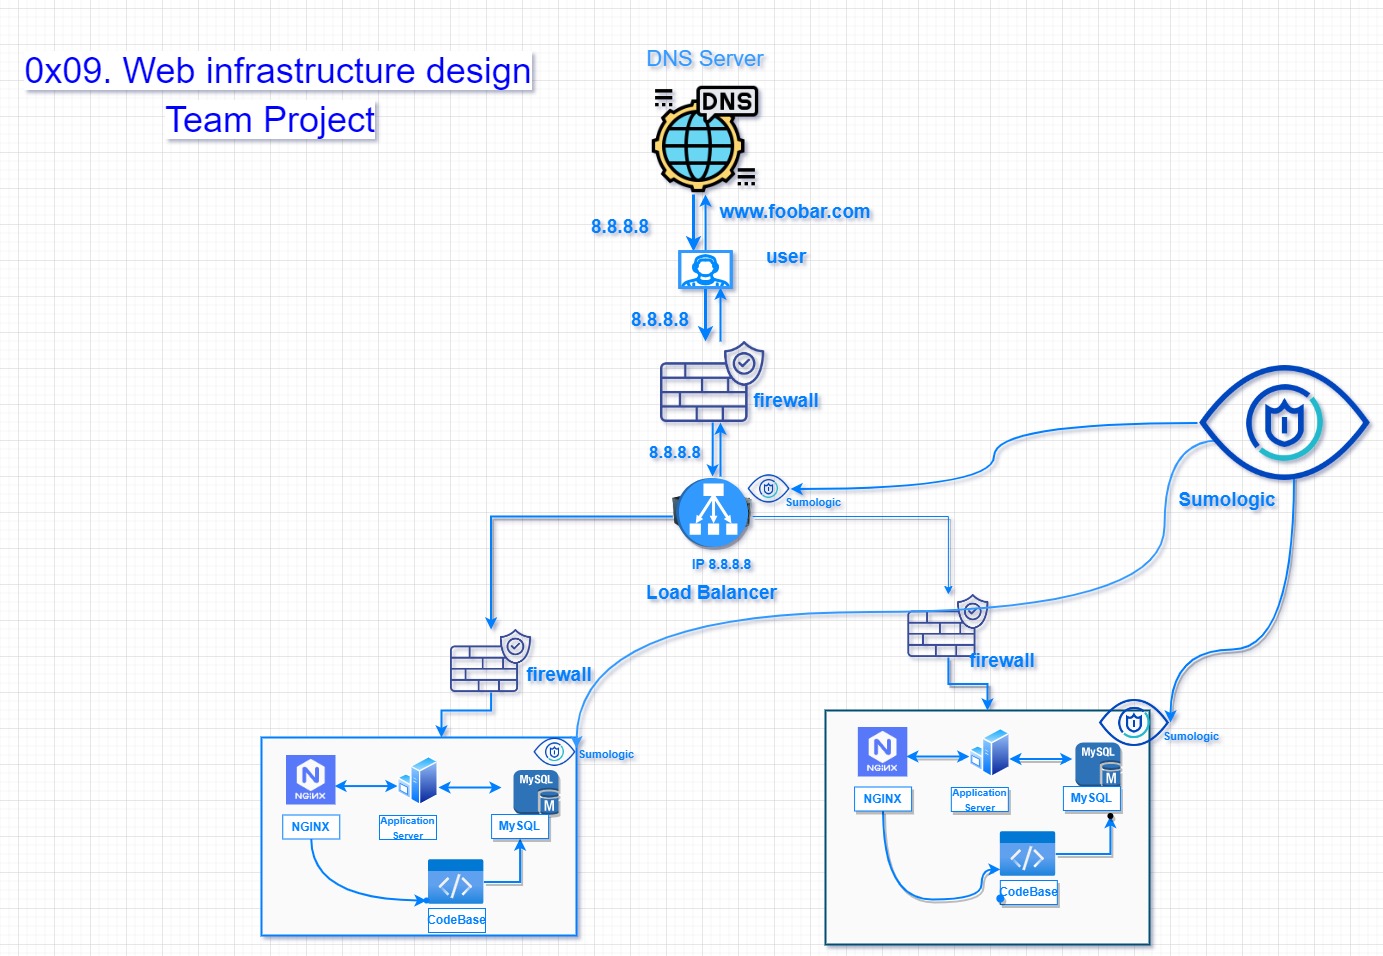 0x09. Web infrastructure design
Team Project
DNS Server
DNS
www.foobar.com
8.8.8.8
user
8.8.8.8
firewall
8.8.8.8
Sumologic
Sumologic
IP 8.8.8.8
Load Balancer
firewall
firewall
Sumologic
Sumologic
NGINX
NGINX
Application
Server
MySQL
M
MySQL
CodeBase
NGINX
NGINX
Application
Server
MySQL
M
MySQL
CodeBase